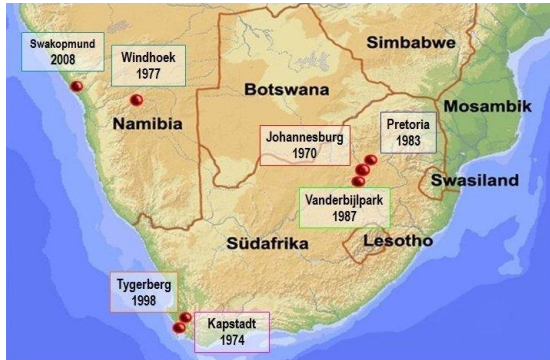 Simbabwe
Swakopmund
2008
Windhoek
1977
Botswana
Mosambik
Namibia
Johannesburg
1970
Pretoria
1983
Swasiland
Vanderbijlpark
1987
Südafrika
Lesotho
Tygerberg
1998
Kapstadt
1974